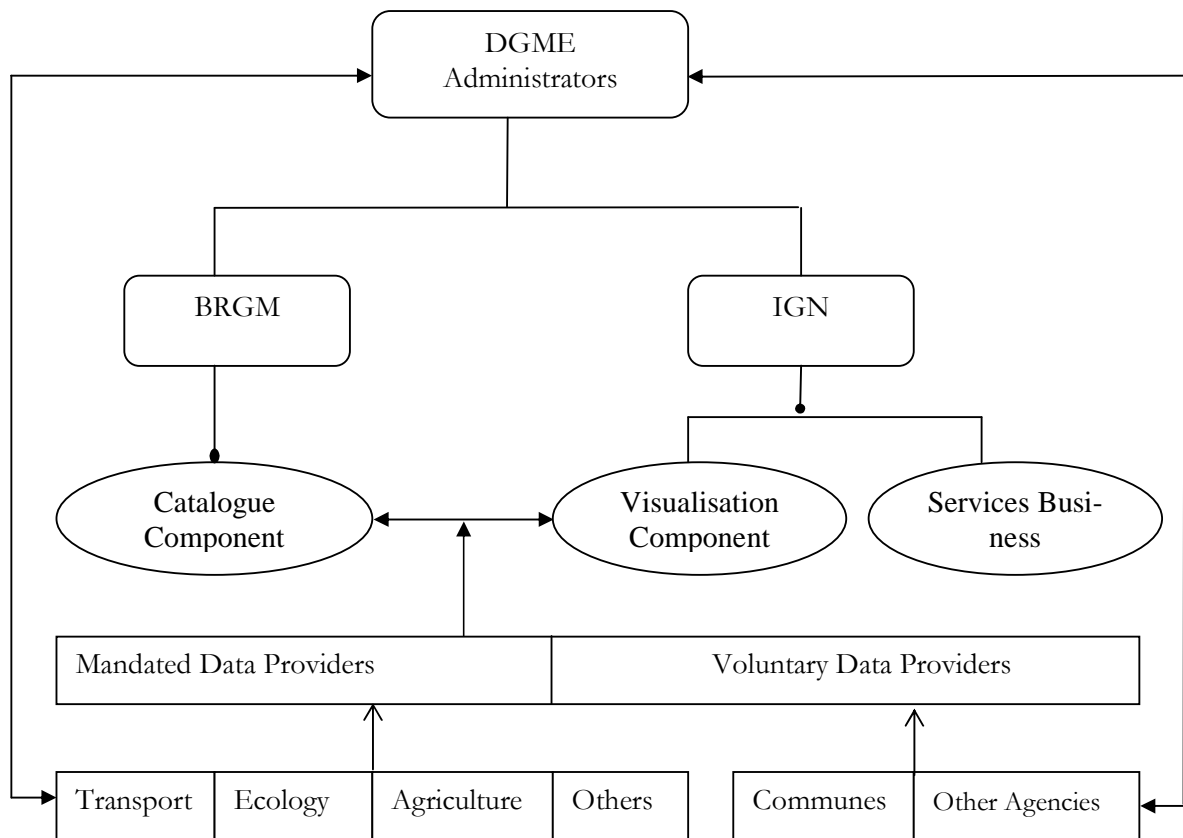 DGME
Administrators
BRGM
IGN
Catalogue
Component
Visualisation
Component
Services Busi-
ness
Mandated Data Providers
Voluntary Data Providers
Transport
Ecology
Agriculture
Others
Communes
Other Agencies